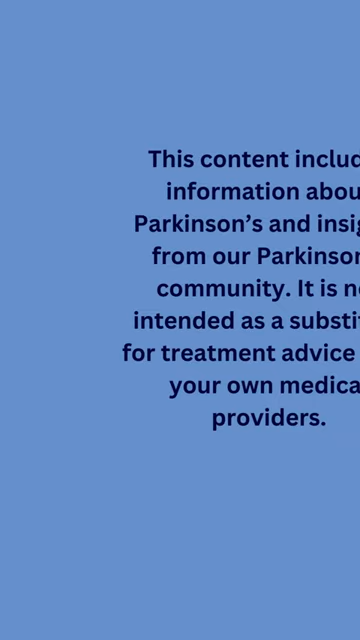 This content includ
information abou
Parkinson's and insig
from our Parkinson
community. It is n
intended as a substit
for treatment advice
your own medica
providers.